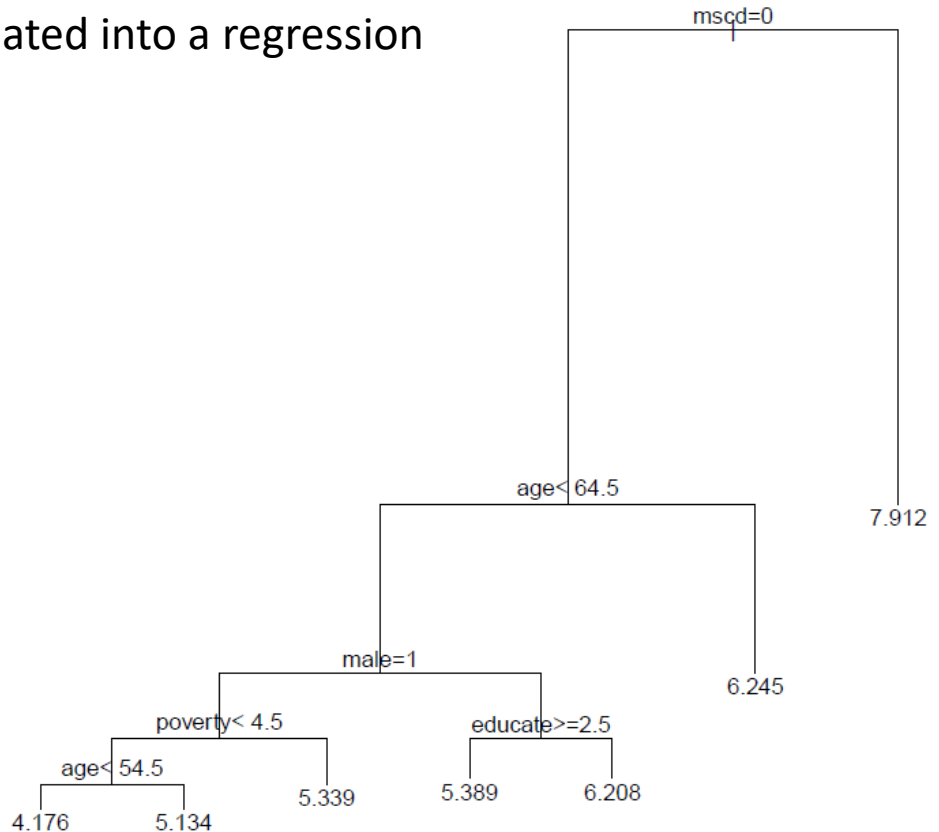 ated into a regression
mscd=0
age< 64.5
7.912
male=1
6.245
poverty< 4.5
educate>=2.5
age< 54.5
5.339
5.389
6.208
4.176
5.134